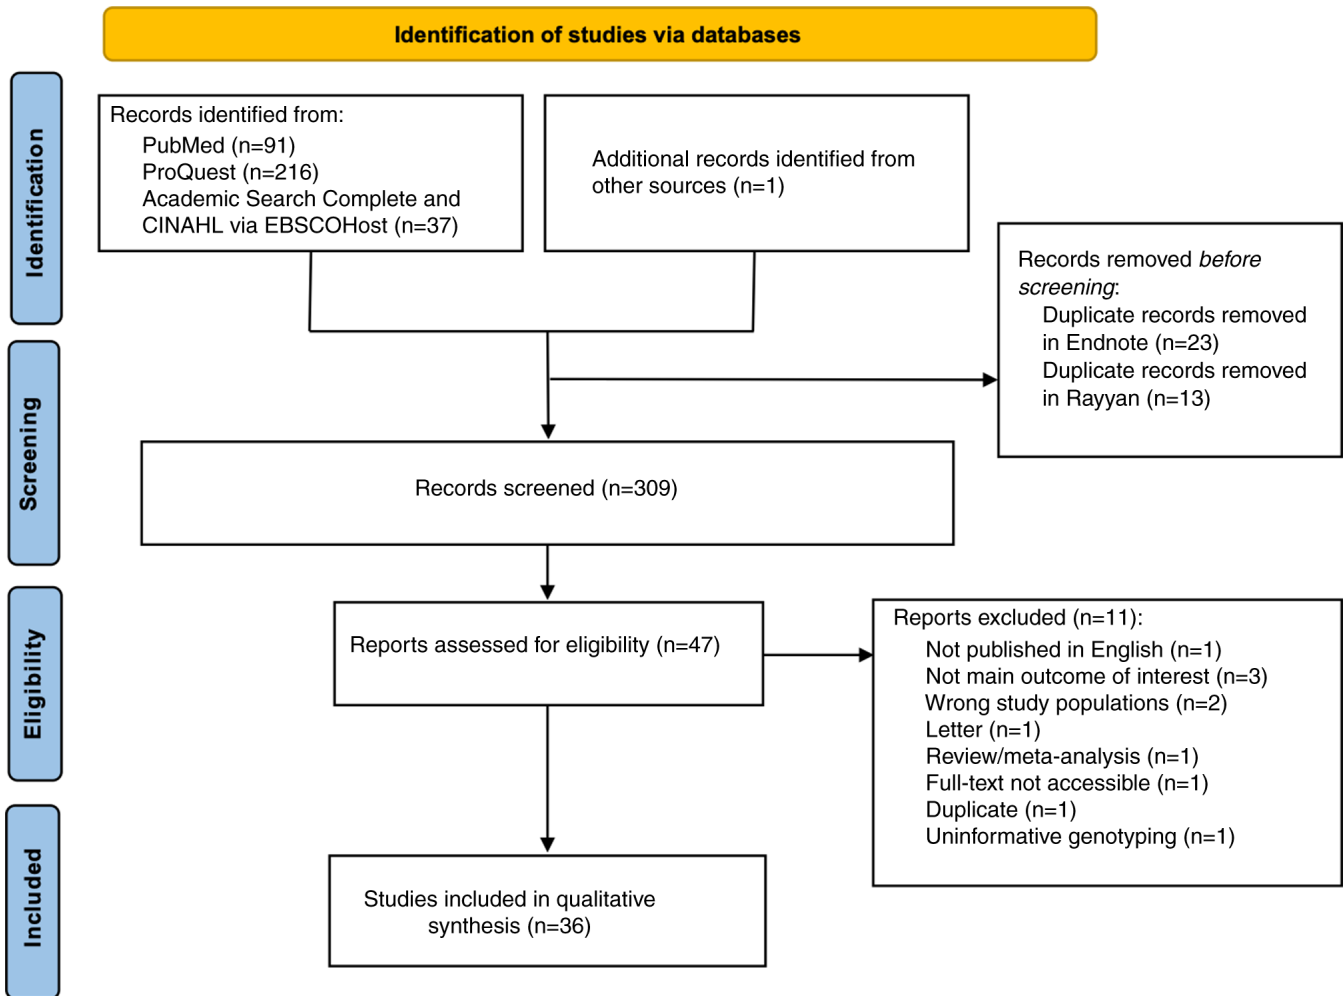 Identification of studies via databases
Identification
Records identified from:
PubMed (n=91)
ProQuest (n=216)
Academic Search Complete and
CINAHL via EBSCOHost (n=37)
Additional records identified from
other sources (n=1)
Records removed before
screening:
Duplicate records removed
in Endnote (n=23)
Duplicate records removed
in Rayyan (n=13)
Screening
Records screened (n=309)
Eligibility
Reports assessed for eligibility (n=47)
Reports excluded (n=11):
Not published in English (n=1)
Not main outcome of interest (n=3)
Wrong study populations (n=2)
Letter (n=1)
Review/meta-analysis (n=1)
Full-text not accessible (n=1)
Duplicate (n=1)
Uninformative genotyping (n=1)
Included
Studies included in qualitative
synthesis (n=36)